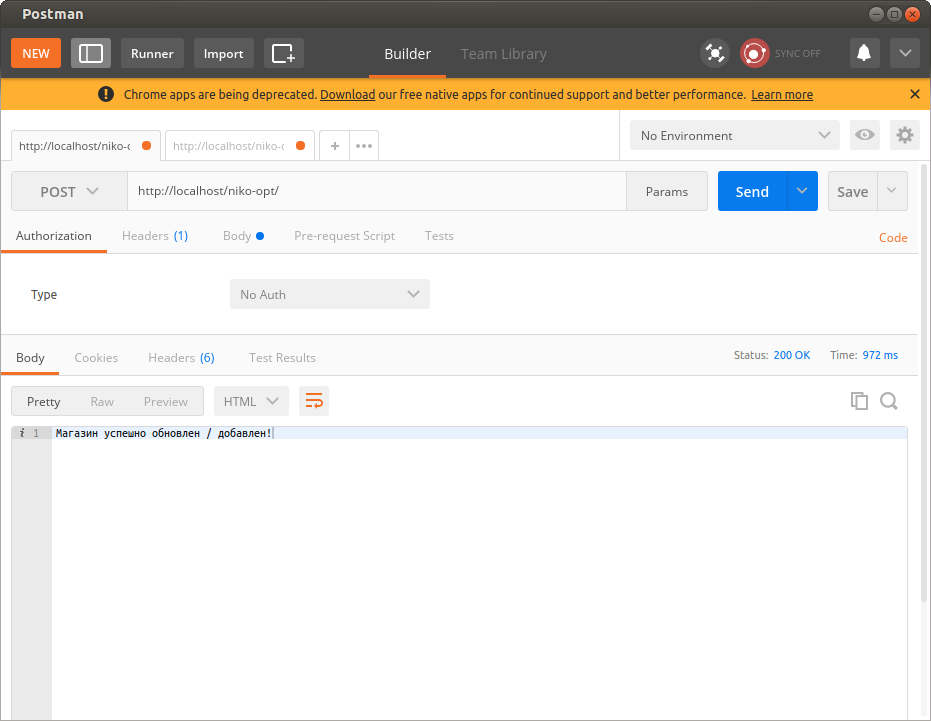 Postman
NEW Runner Import Builder Team Library SYNC OFF
Chrome apps are being deprecated. Download our free native apps for continued support and better performance. Learn more
http://localhost/niko-o http://localhost/niko-o + No Environment
POST http://localhost/niko-opt/ Params Send Save
Authorization Headers (1) Body Pre-request Script Tests Code
Type No Auth
Body Cookies Headers (6) Test Results Status: 200 OK Time: 972 ms
Pretty Raw Preview HTML
i 1 Магазин успешно обновлен / добавлен!